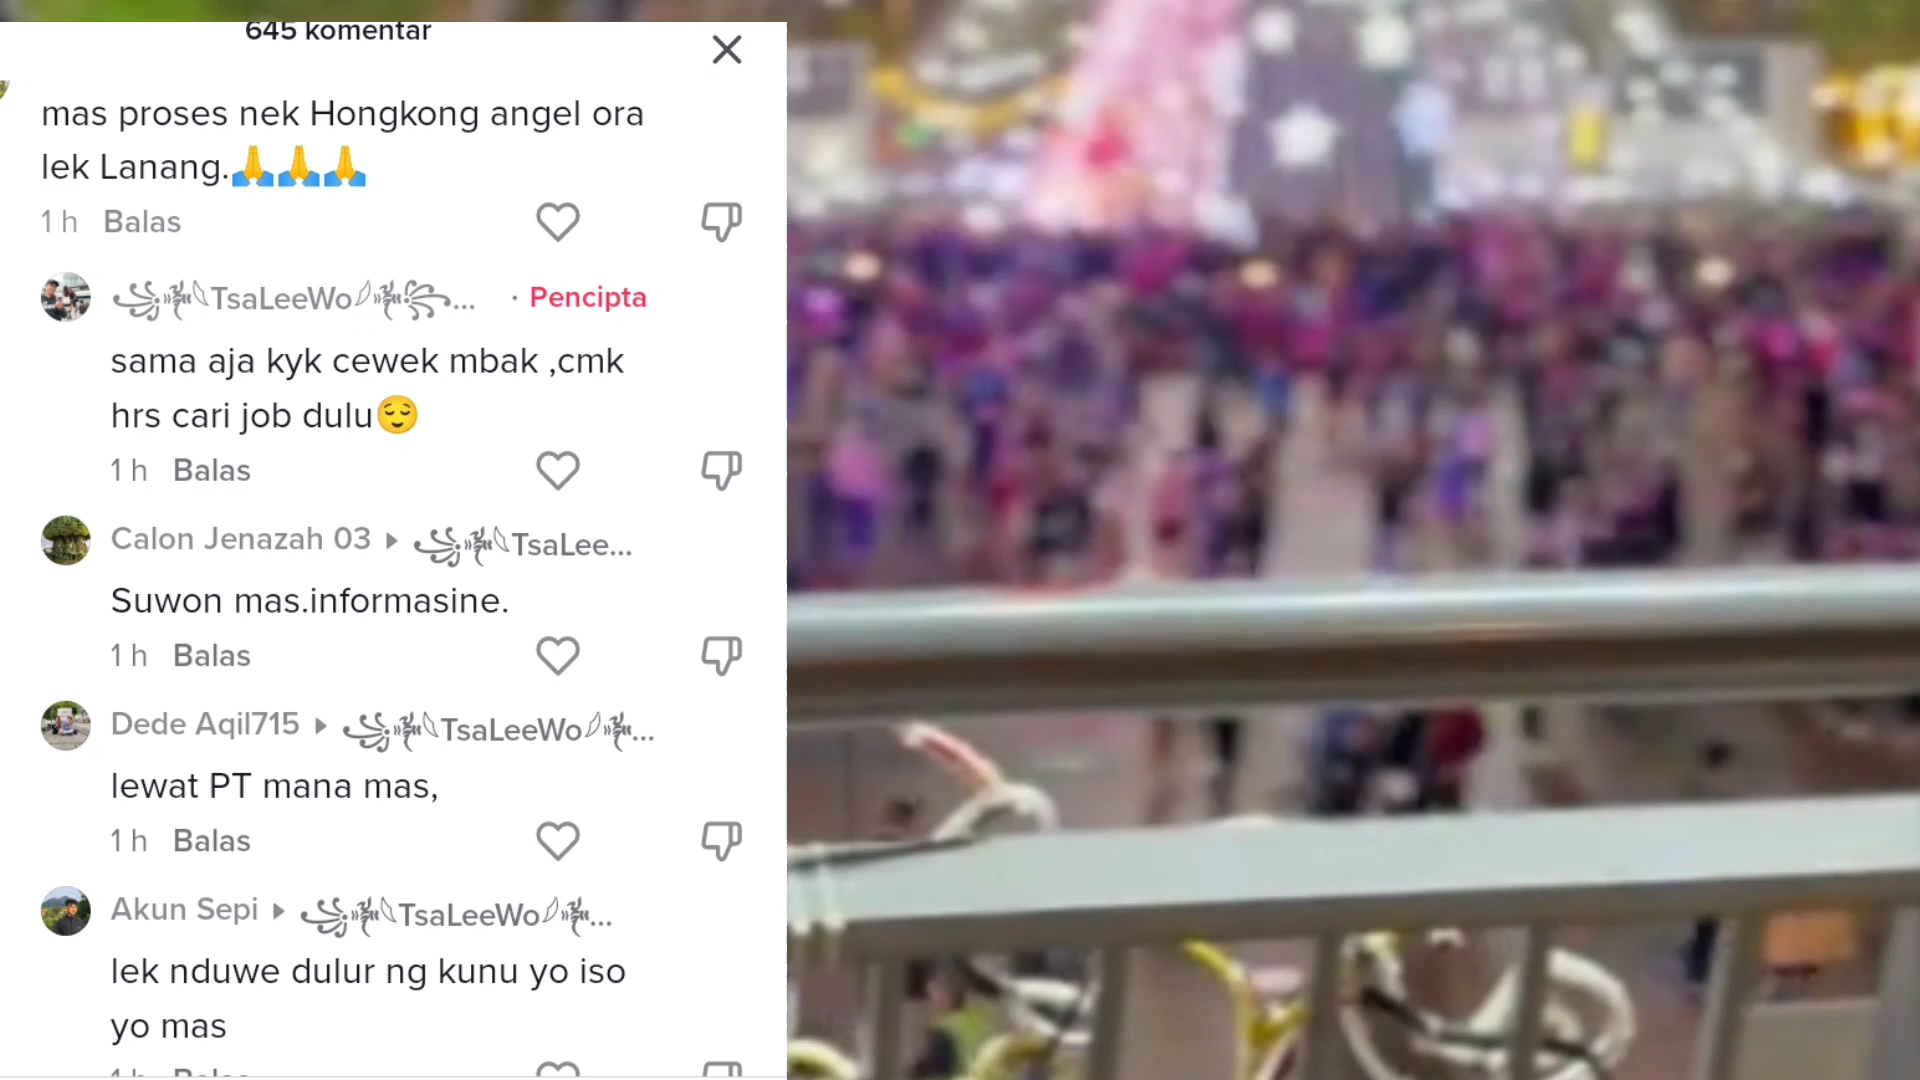 645 komentar
mas proses nek Hongkong angel ora
lek Lanang.🙏🙏🙏
1 h Balas
TsaLeeWo... · Pencipta
sama aja kyk cewek mbak ,cmk
hrs cari job dulu😌
1 h Balas
Calon Jenazah 03 ▸ TsaLee...
Suwon mas.informasine.
1 h Balas
Dede Aqil715 ▸ TsaLeeWo...
lewat PT mana mas,
1 h Balas
Akun Sepi ▸ TsaLeeWo...
lek nduwe dulur ng kunu yo iso
yo mas
1 h Balas